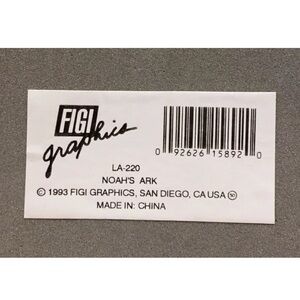 FIGI
graphics
0 92626 15892 0
LA-220
NOAH'S ARK
© 1993 FIGI GRAPHICS, SAN DIEGO, CA USA
MADE IN: CHINA